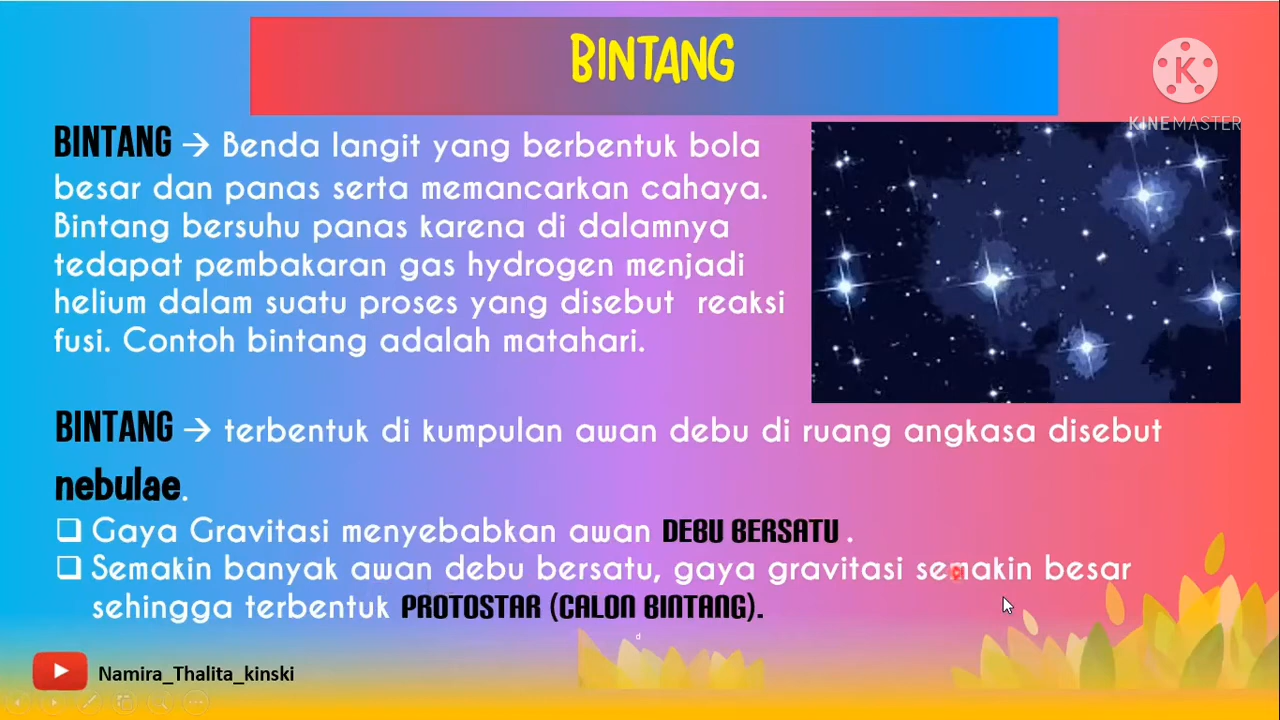 BINTANG
K
KINEMASTER
BINTANG → Benda langit yang berbentuk bola
besar dan panas serta memancarkan cahaya.
Bintang bersuhu panas karena di dalamnya
tedapat pembakaran gas hydrogen menjadi
helium dalam suatu proses yang disebut reaksi
fusi. Contoh bintang adalah matahari.
BINTANG → terbentuk di kumpulan awan debu di ruang angkasa disebut
nebulae.
❑ Gaya Gravitasi menyebabkan awan DEBU BERSATU .
❑ Semakin banyak awan debu bersatu, gaya gravitasi semakin besar
sehingga terbentuk PROTOSTAR (CALON BINTANG).
d
Namira_Thalita_kinski